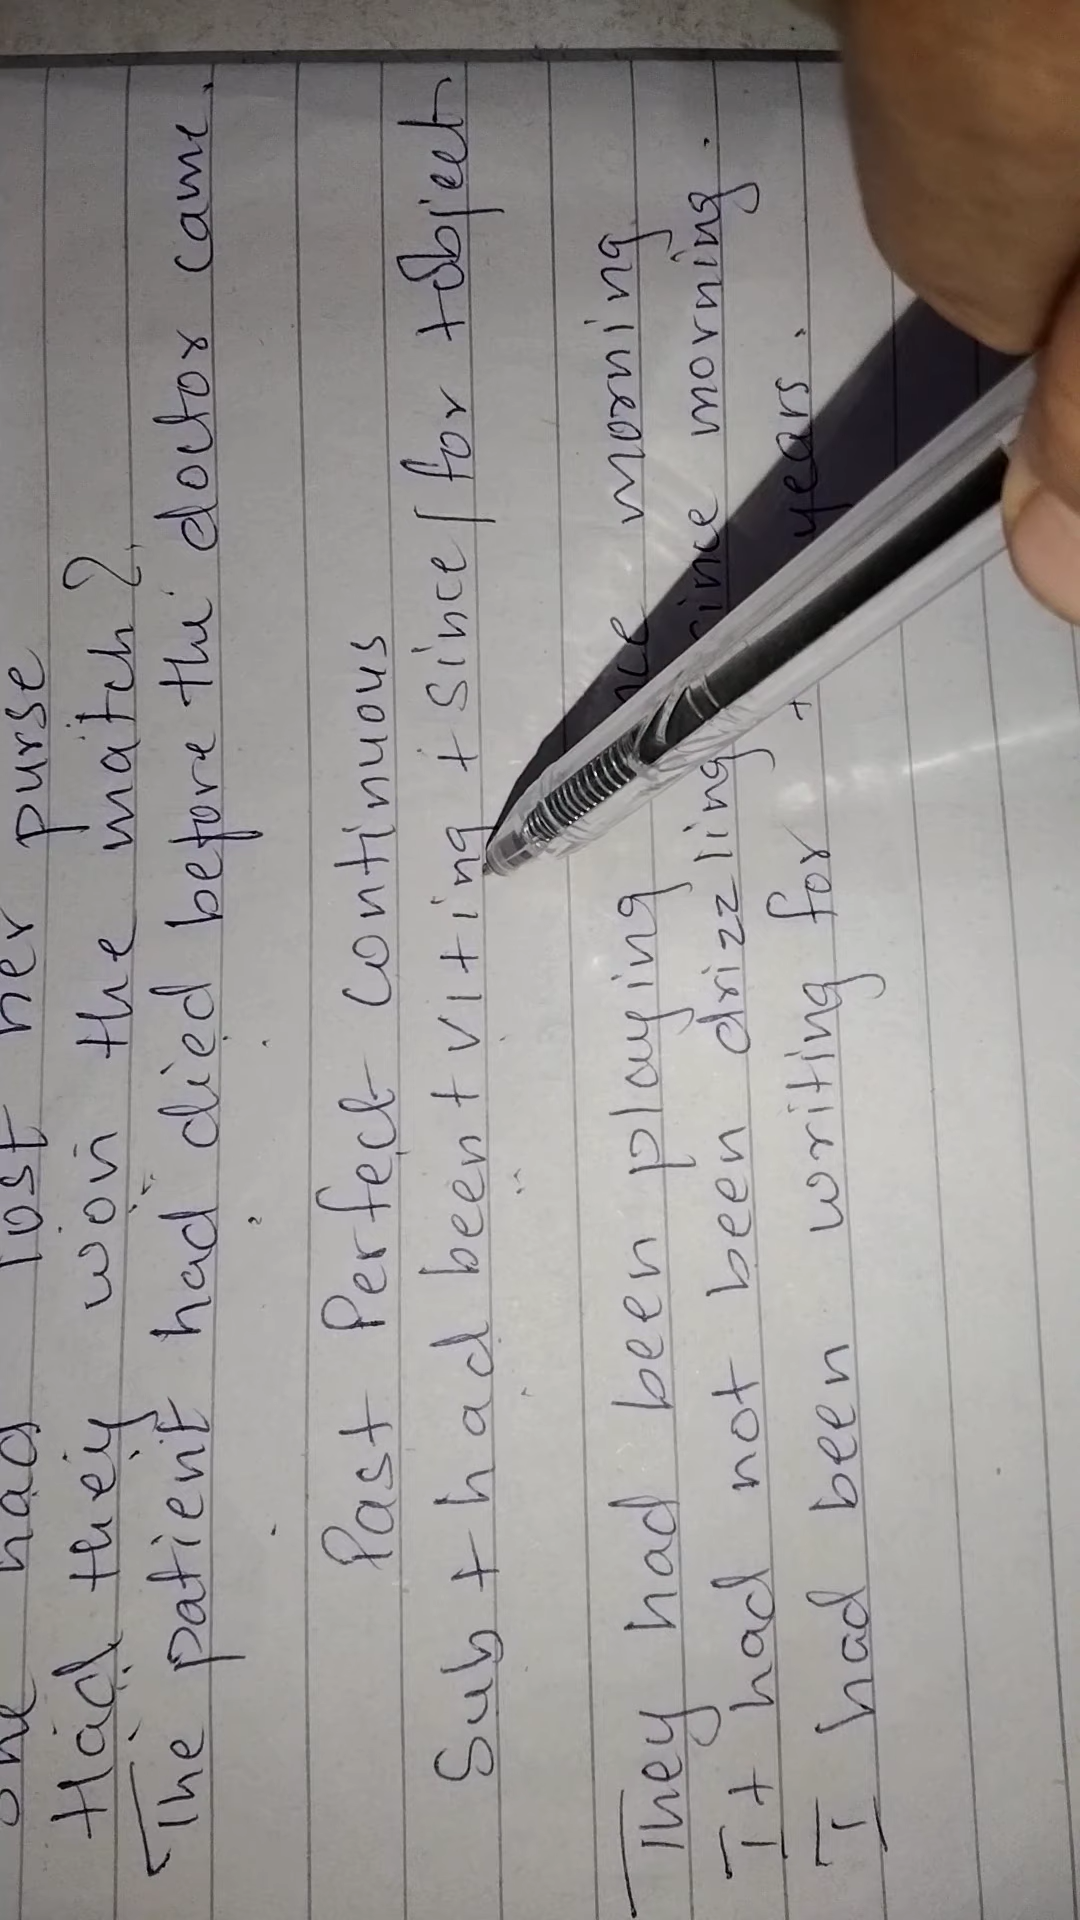 She had lost her purse
Had they won the match?
The patient had died before the doctor came.
Past Perfect Continuous
Sub + had been + V1 + ing + since / for + object.
They had been playing morning
It had not been drizzling since morning.
I had been writing for years.